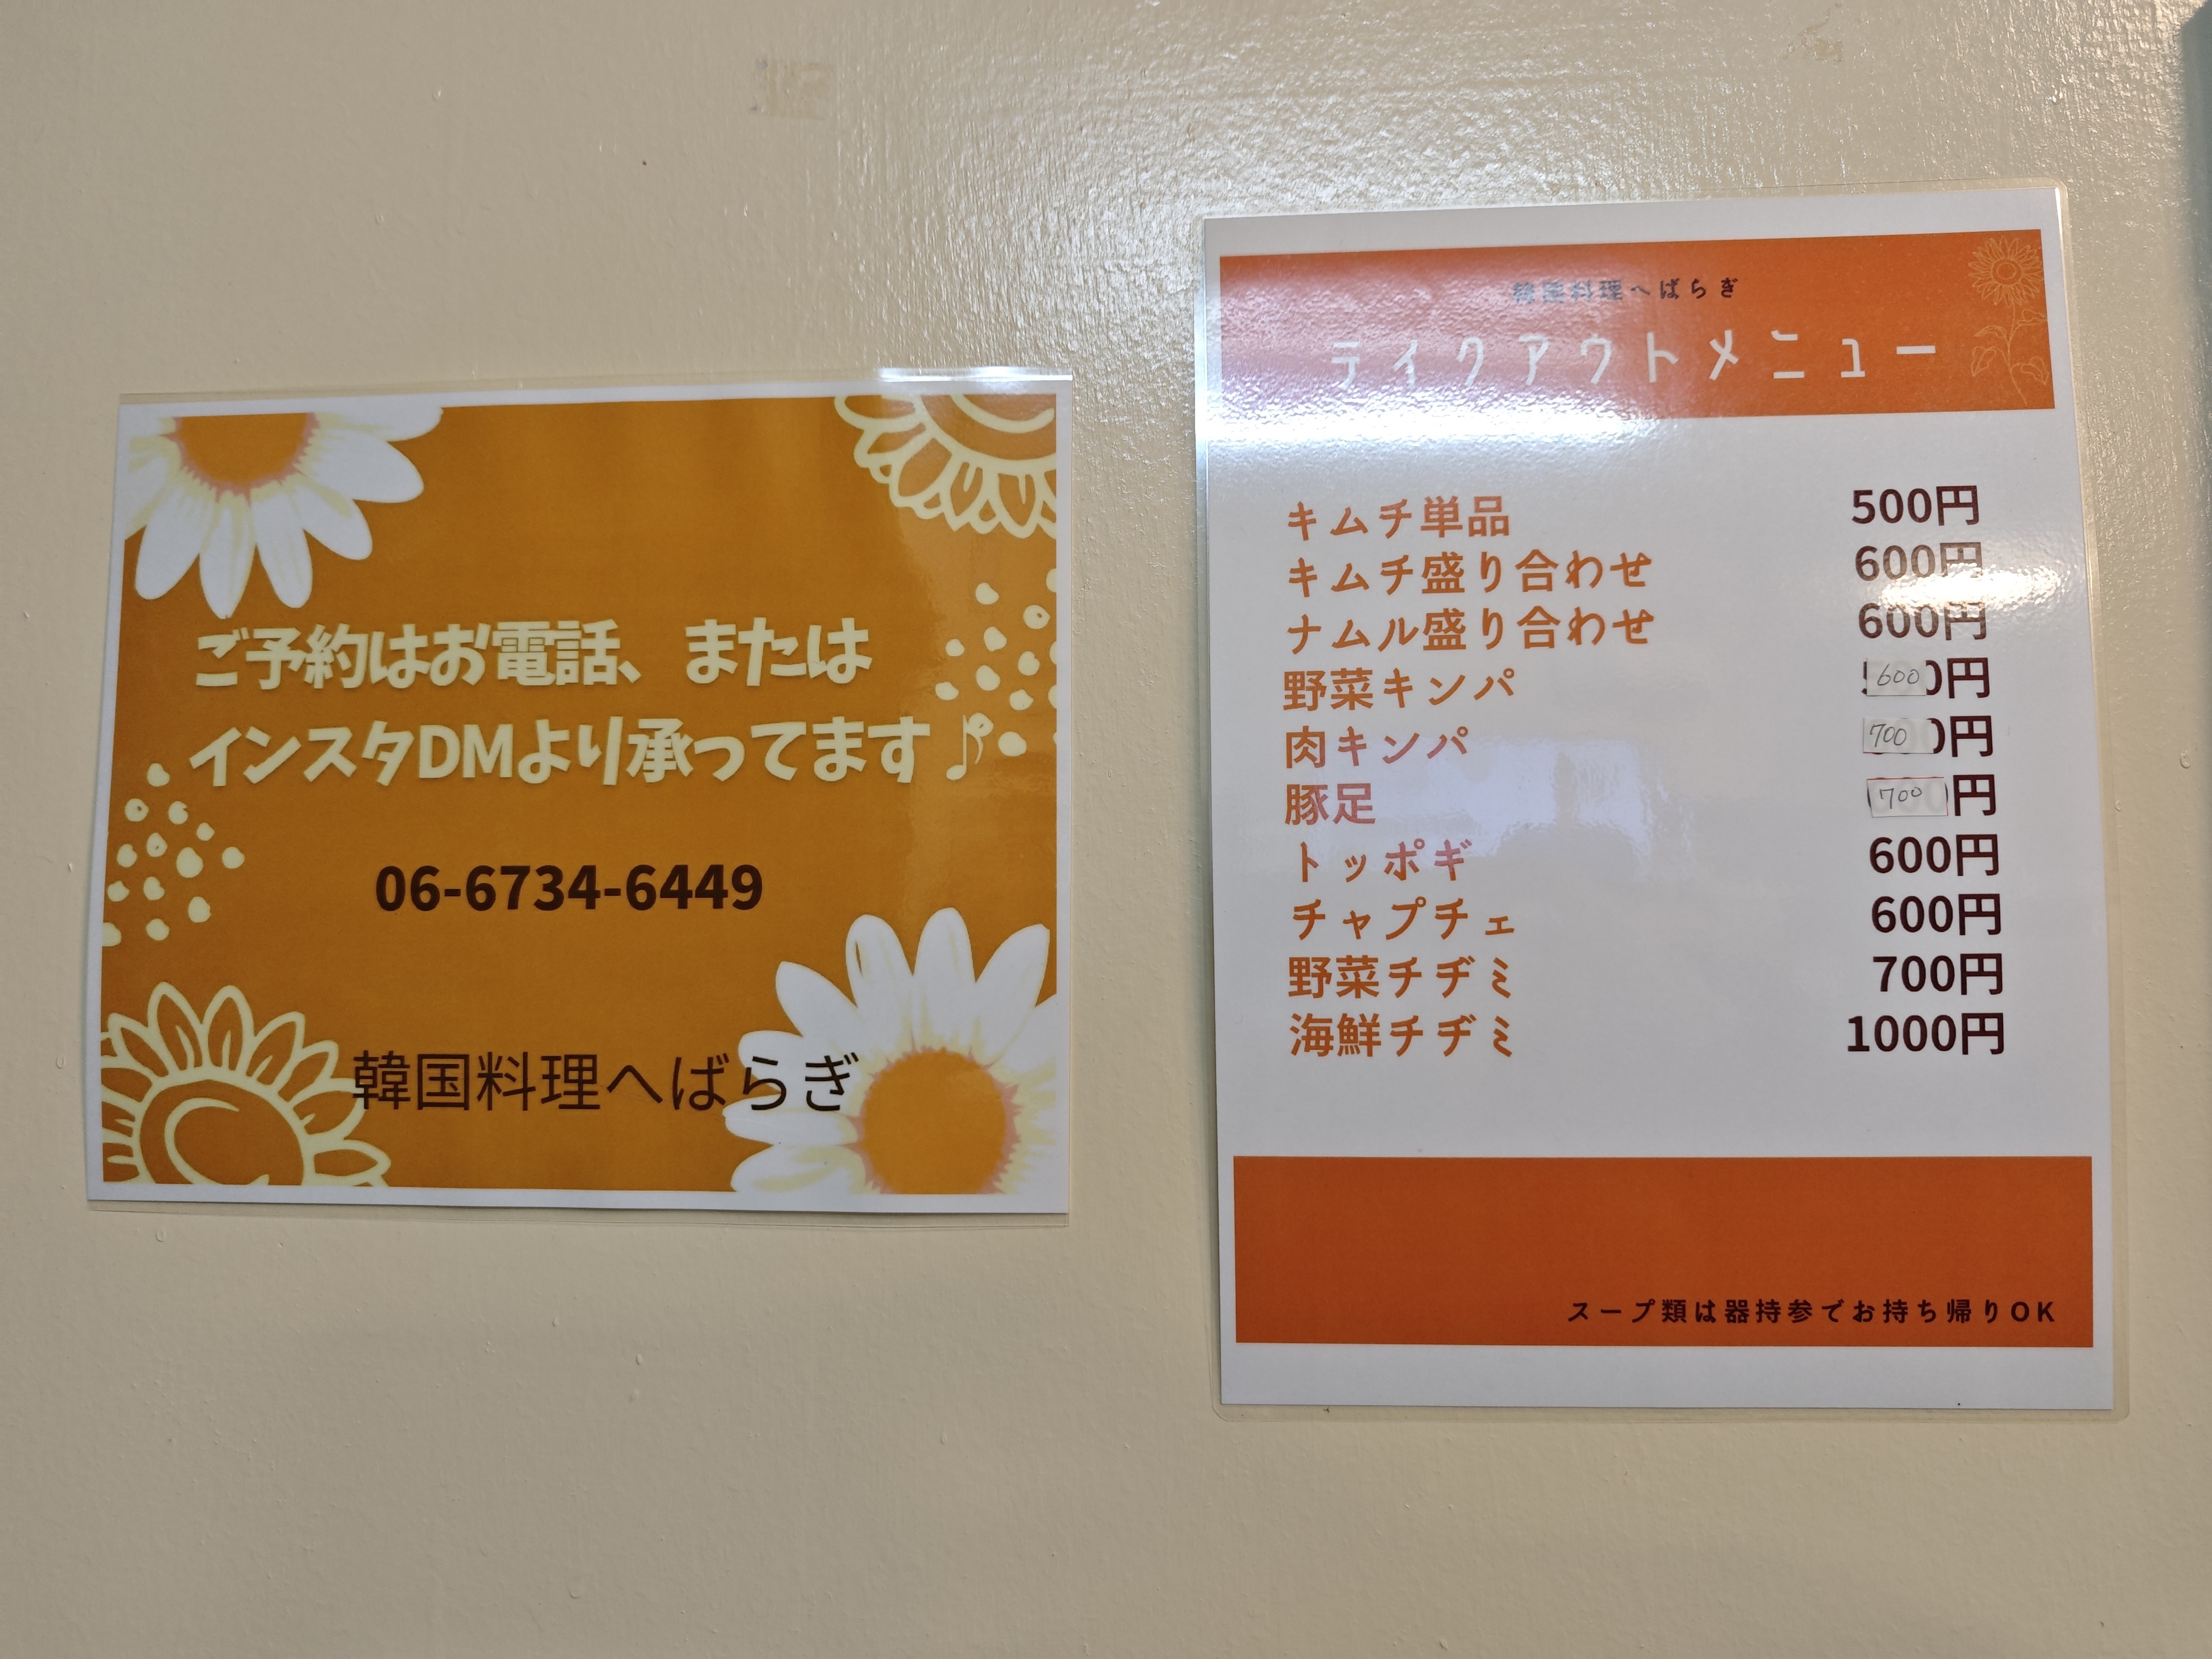 ご予約はお電話、または
インスタDMより承ってます♪
06-6734-6449
韓国料理へばらぎ
韓国料理へばらぎ
テイクアウトメニュー
キムチ単品 500円
キムチ盛り合わせ 600円
ナムル盛り合わせ 600円
野菜キンパ 600円
肉キンパ 700円
豚足 700円
トッポギ 600円
チャプチェ 600円
野菜チヂミ 700円
海鮮チヂミ 1000円
スープ類は器持参でお持ち帰りOK